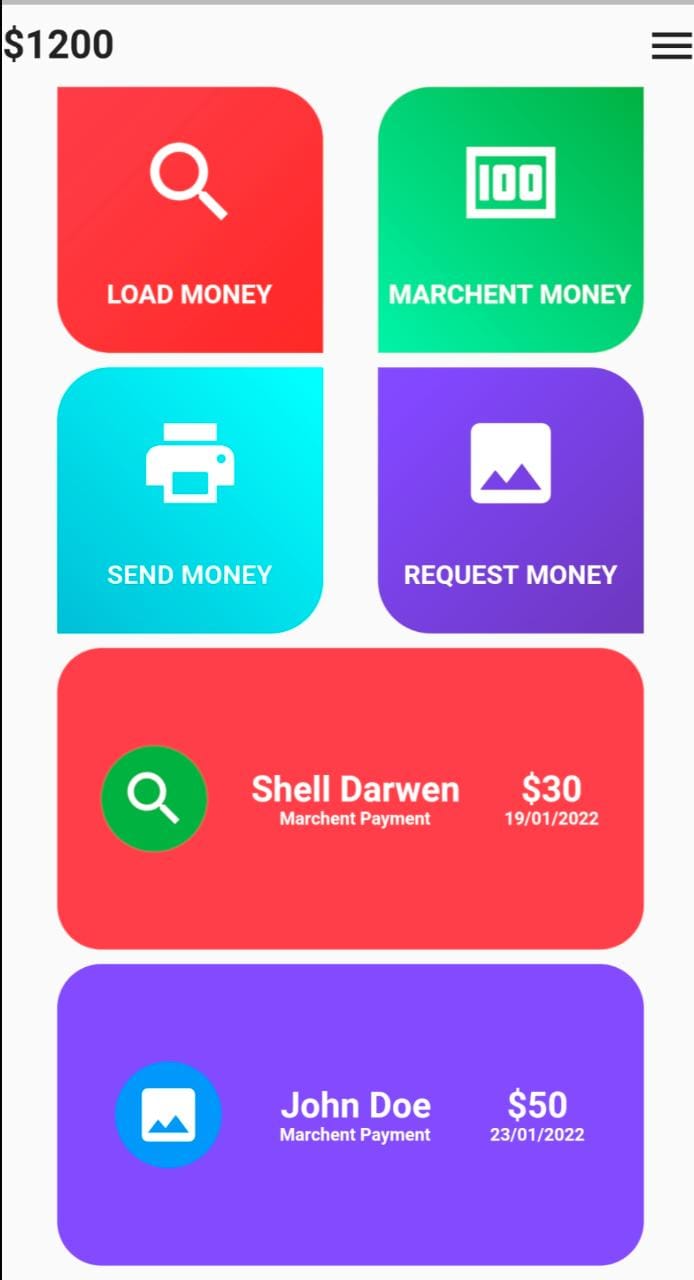 $1200
LOAD MONEY
100
MARCHENT MONEY
SEND MONEY
REQUEST MONEY
Shell Darwen
$30
Marchent Payment
19/01/2022
John Doe
$50
Marchent Payment
23/01/2022